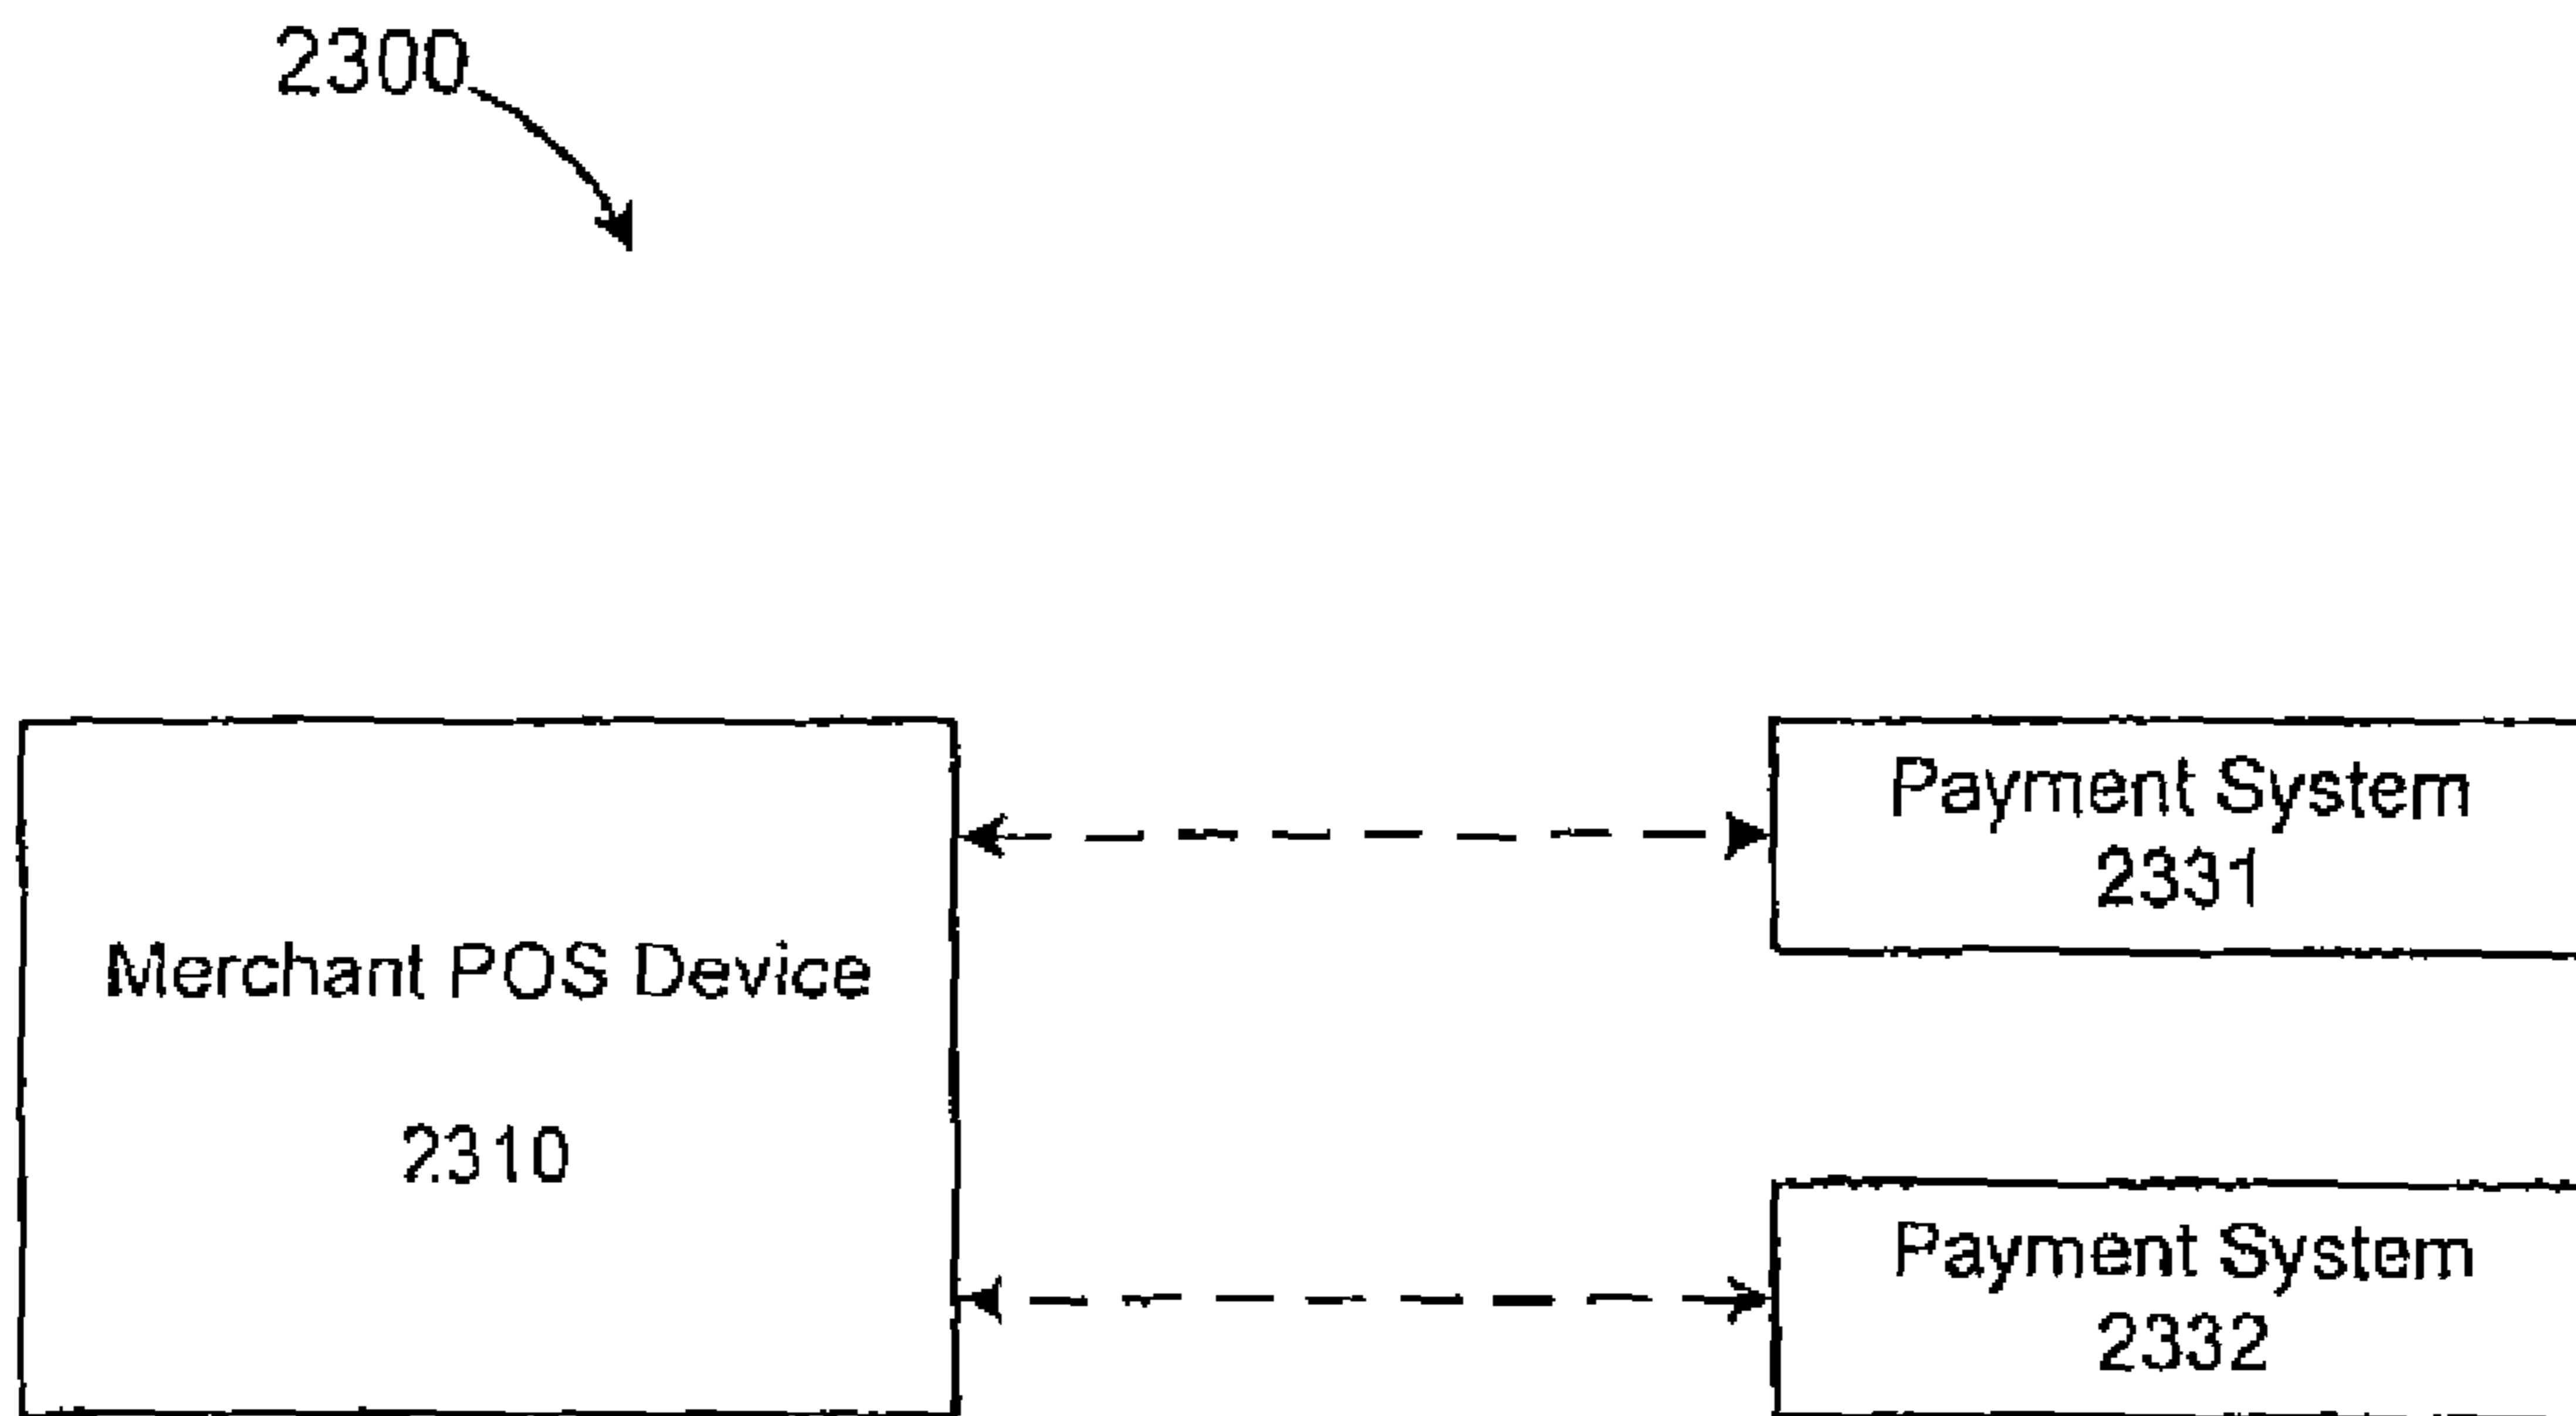 2300
Merchant POS Device
2310
Payment System
2331
Payment System
2332